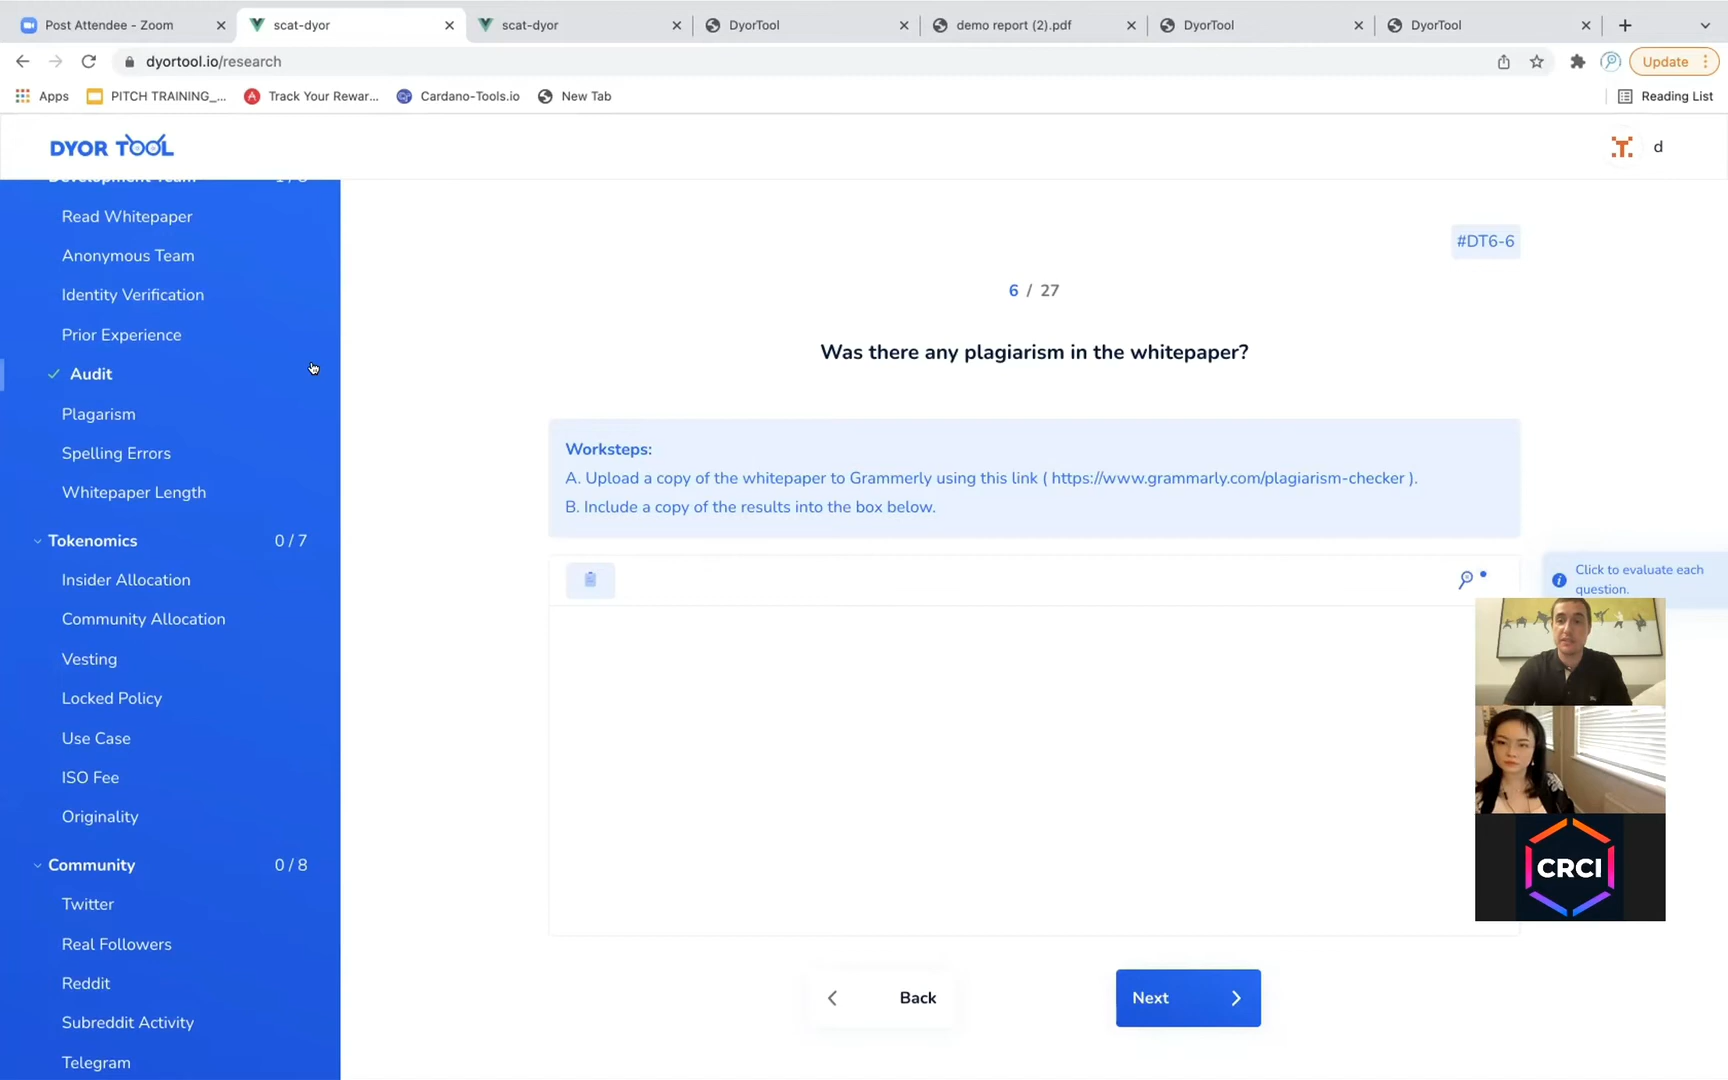 Post Attendee - Zoom
scat-dyor
scat-dyor
DyorTool
demo report (2).pdf
DyorTool
DyorTool
dyortool.io/research
Update
Apps
PITCH TRAINING_...
Track Your Rewar...
Cardano-Tools.io
New Tab
Reading List
DYOR TOOL
d
Development Team
Read Whitepaper
Anonymous Team
Identity Verification
Prior Experience
Audit
Plagarism
Spelling Errors
Whitepaper Length
Tokenomics 0 / 7
Insider Allocation
Community Allocation
Vesting
Locked Policy
Use Case
ISO Fee
Originality
Community 0 / 8
Twitter
Real Followers
Reddit
Subreddit Activity
Telegram
#DT6-6
6 / 27
Was there any plagiarism in the whitepaper?
Worksteps:
A. Upload a copy of the whitepaper to Grammerly using this link ( https://www.grammarly.com/plagiarism-checker ).
B. Include a copy of the results into the box below.
Click to evaluate each
question.
CRCI
Back
Next